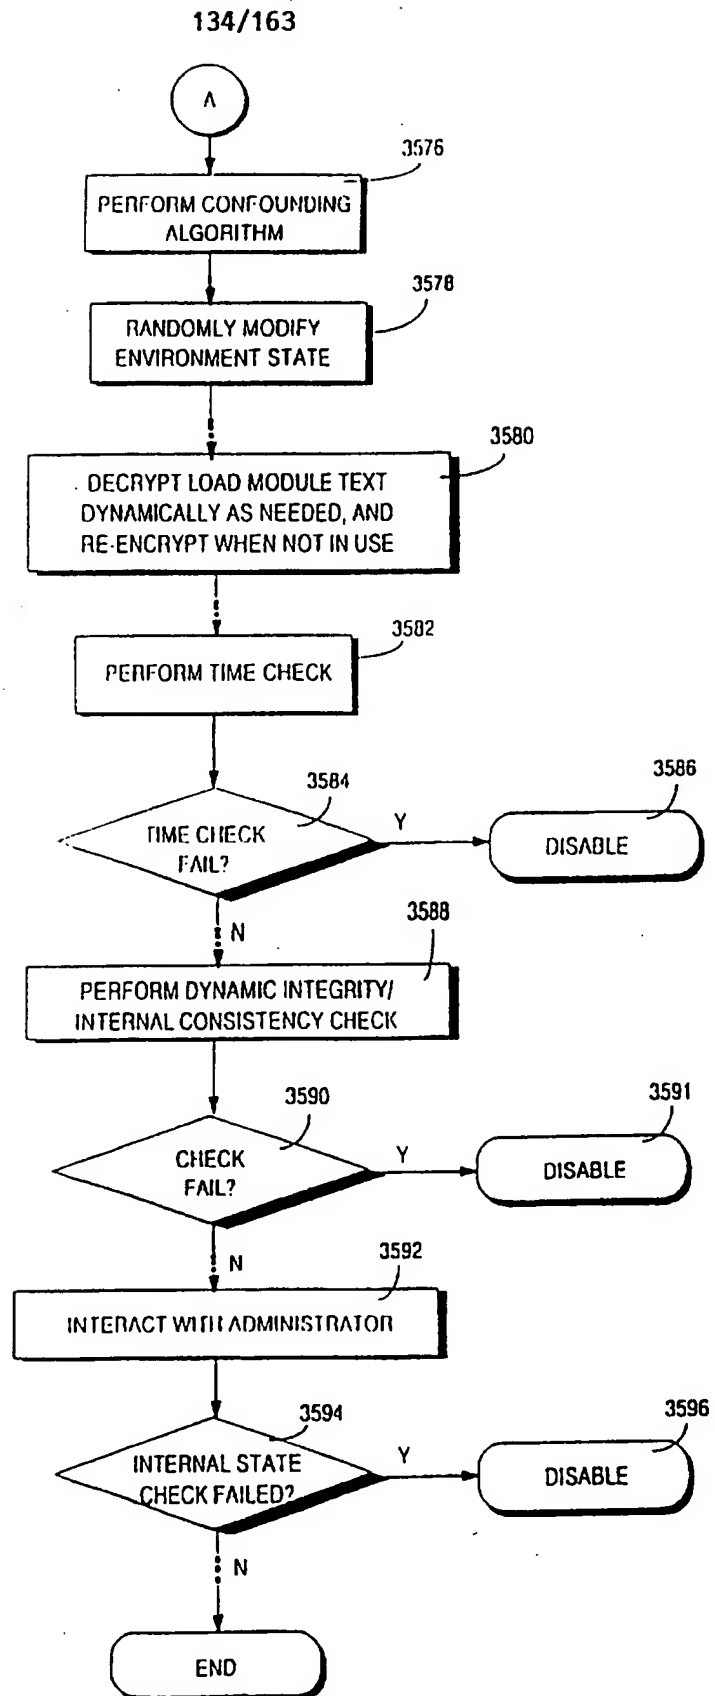 134/163
A
3576
PERFORM CONFOUNDING
ALGORITHM
3578
RANDOMLY MODIFY
ENVIRONMENT STATE
3580
DECRYPT LOAD MODULE TEXT
DYNAMICALLY AS NEEDED, AND
RE-ENCRYPT WHEN NOT IN USE
3582
PERFORM TIME CHECK
3584
TIME CHECK
FAIL?
Y
3586
DISABLE
N
3588
PERFORM DYNAMIC INTEGRITY/
INTERNAL CONSISTENCY CHECK
3590
CHECK
FAIL?
Y
3591
DISABLE
N
3592
INTERACT WITH ADMINISTRATOR
3594
INTERNAL STATE
CHECK FAILED?
Y
3596
DISABLE
N
END